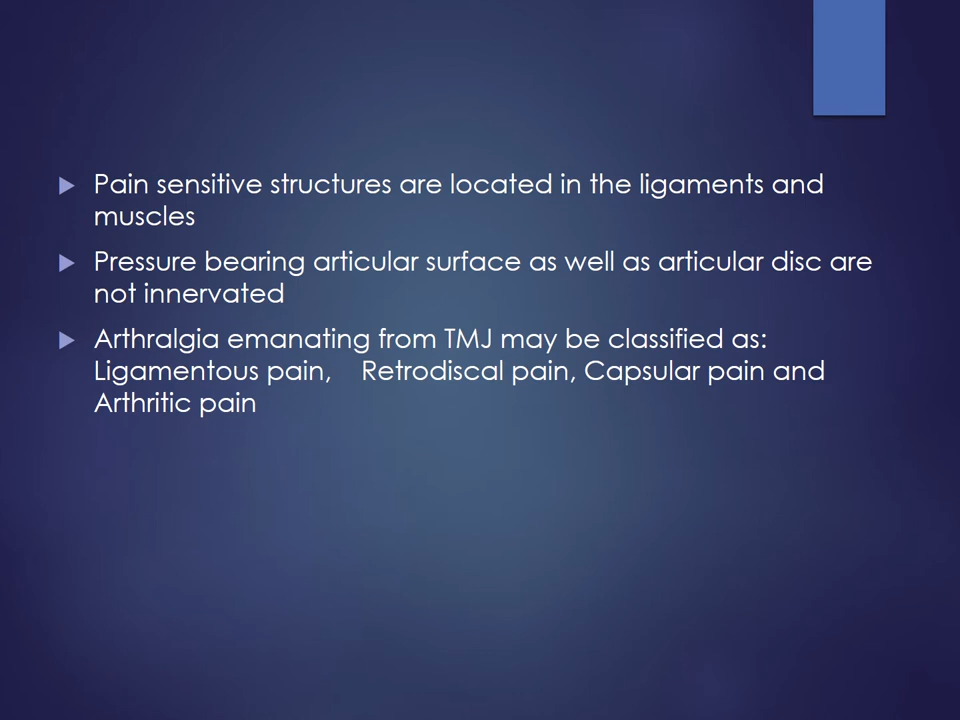 Pain sensitive structures are located in the ligaments and
muscles
Pressure bearing articular surface as well as articular disc are
not innervated
Arthralgia emanating from TMJ may be classified as:
Ligamentous pain,    Retrodiscal pain, Capsular pain and
Arthritic pain